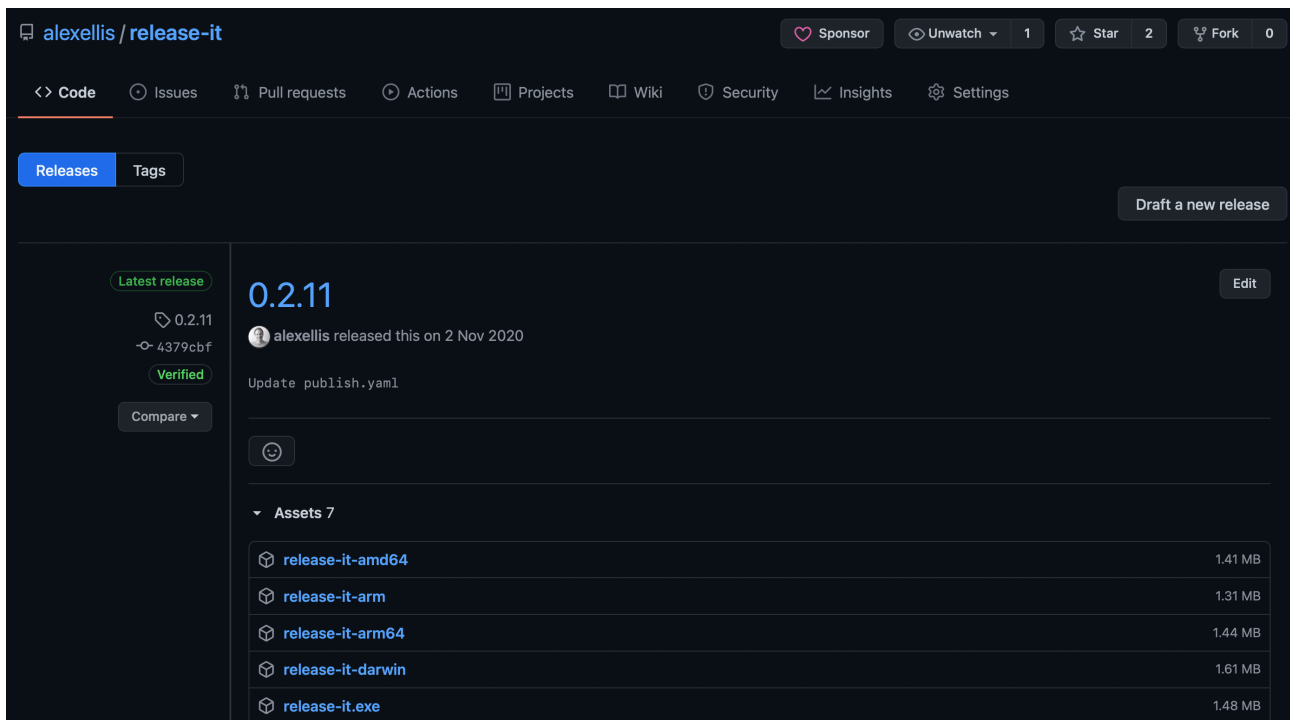 alexellis / release-it
Sponsor
Unwatch 1
Star 2
Fork 0
Code
Issues
Pull requests
Actions
Projects
Wiki
Security
Insights
Settings
Releases
Tags
Draft a new release
Latest release
0.2.11
4379cbf
Verified
Compare
0.2.11
Edit
alexellis released this on 2 Nov 2020
Update publish.yaml
Assets 7
release-it-amd64 1.41 MB
release-it-arm 1.31 MB
release-it-arm64 1.44 MB
release-it-darwin 1.61 MB
release-it.exe 1.48 MB